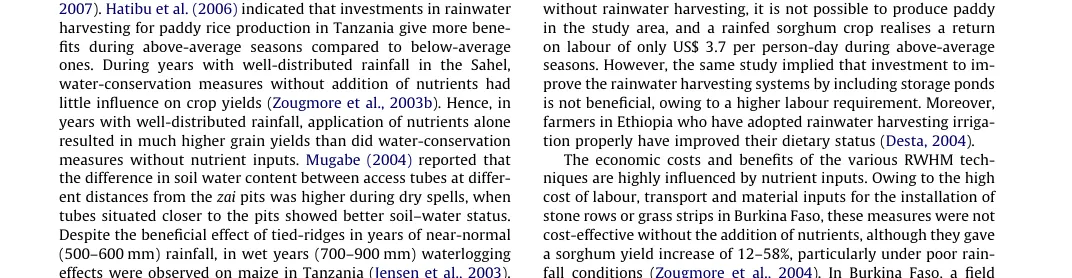 2007). Hatibu et al. (2006) indicated that investments in rainwater
harvesting for paddy rice production in Tanzania give more bene-
fits during above-average seasons compared to below-average
ones. During years with well-distributed rainfall in the Sahel,
water-conservation measures without addition of nutrients had
little influence on crop yields (Zougmore et al., 2003b). Hence, in
years with well-distributed rainfall, application of nutrients alone
resulted in much higher grain yields than did water-conservation
measures without nutrient inputs. Mugabe (2004) reported that
the difference in soil water content between access tubes at differ-
ent distances from the zai pits was higher during dry spells, when
tubes situated closer to the pits showed better soil–water status.
Despite the beneficial effect of tied-ridges in years of near-normal
(500–600 mm) rainfall, in wet years (700–900 mm) waterlogging
effects were observed on maize in Tanzania (Jensen et al., 2003).
without rainwater harvesting, it is not possible to produce paddy
in the study area, and a rainfed sorghum crop realises a return
on labour of only US$ 3.7 per person-day during above-average
seasons. However, the same study implied that investment to im-
prove the rainwater harvesting systems by including storage ponds
is not beneficial, owing to a higher labour requirement. Moreover,
farmers in Ethiopia who have adopted rainwater harvesting irriga-
tion properly have improved their dietary status (Desta, 2004).
The economic costs and benefits of the various RWHM tech-
niques are highly influenced by nutrient inputs. Owing to the high
cost of labour, transport and material inputs for the installation of
stone rows or grass strips in Burkina Faso, these measures were not
cost-effective without the addition of nutrients, although they gave
a sorghum yield increase of 12–58%, particularly under poor rain-
fall conditions (Zougmore et al., 2004). In Burkina Faso, a field